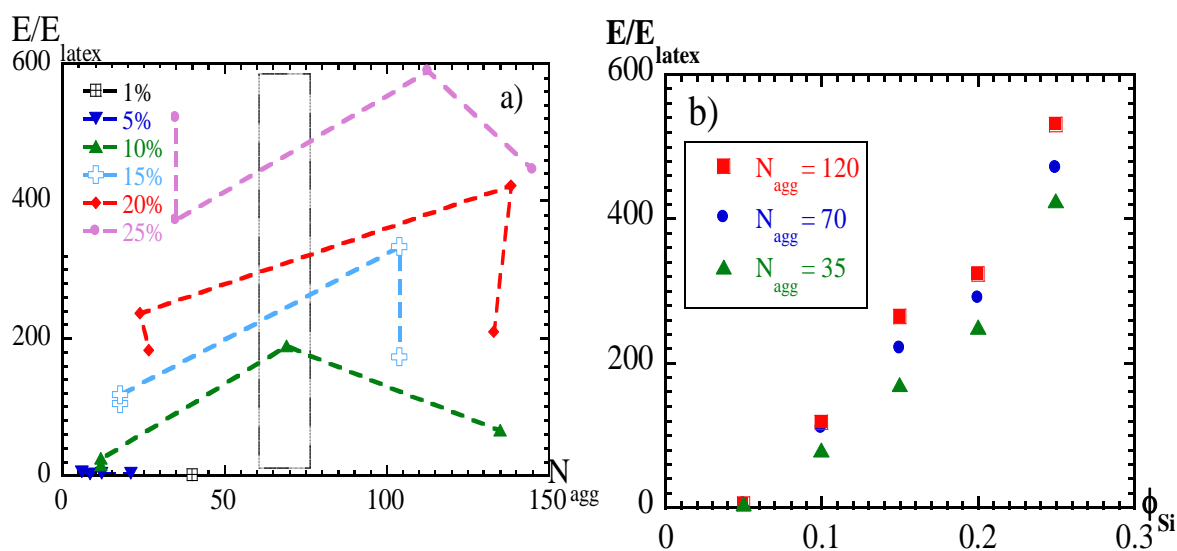 E/E latex
600
400
200
0
a)
1%
5%
10%
15%
20%
25%
0 50 100 150
N agg
E/E latex
600
400
200
0
b)
N agg = 120
N agg = 70
N agg = 35
0 0.1 0.2 0.3
ϕ Si